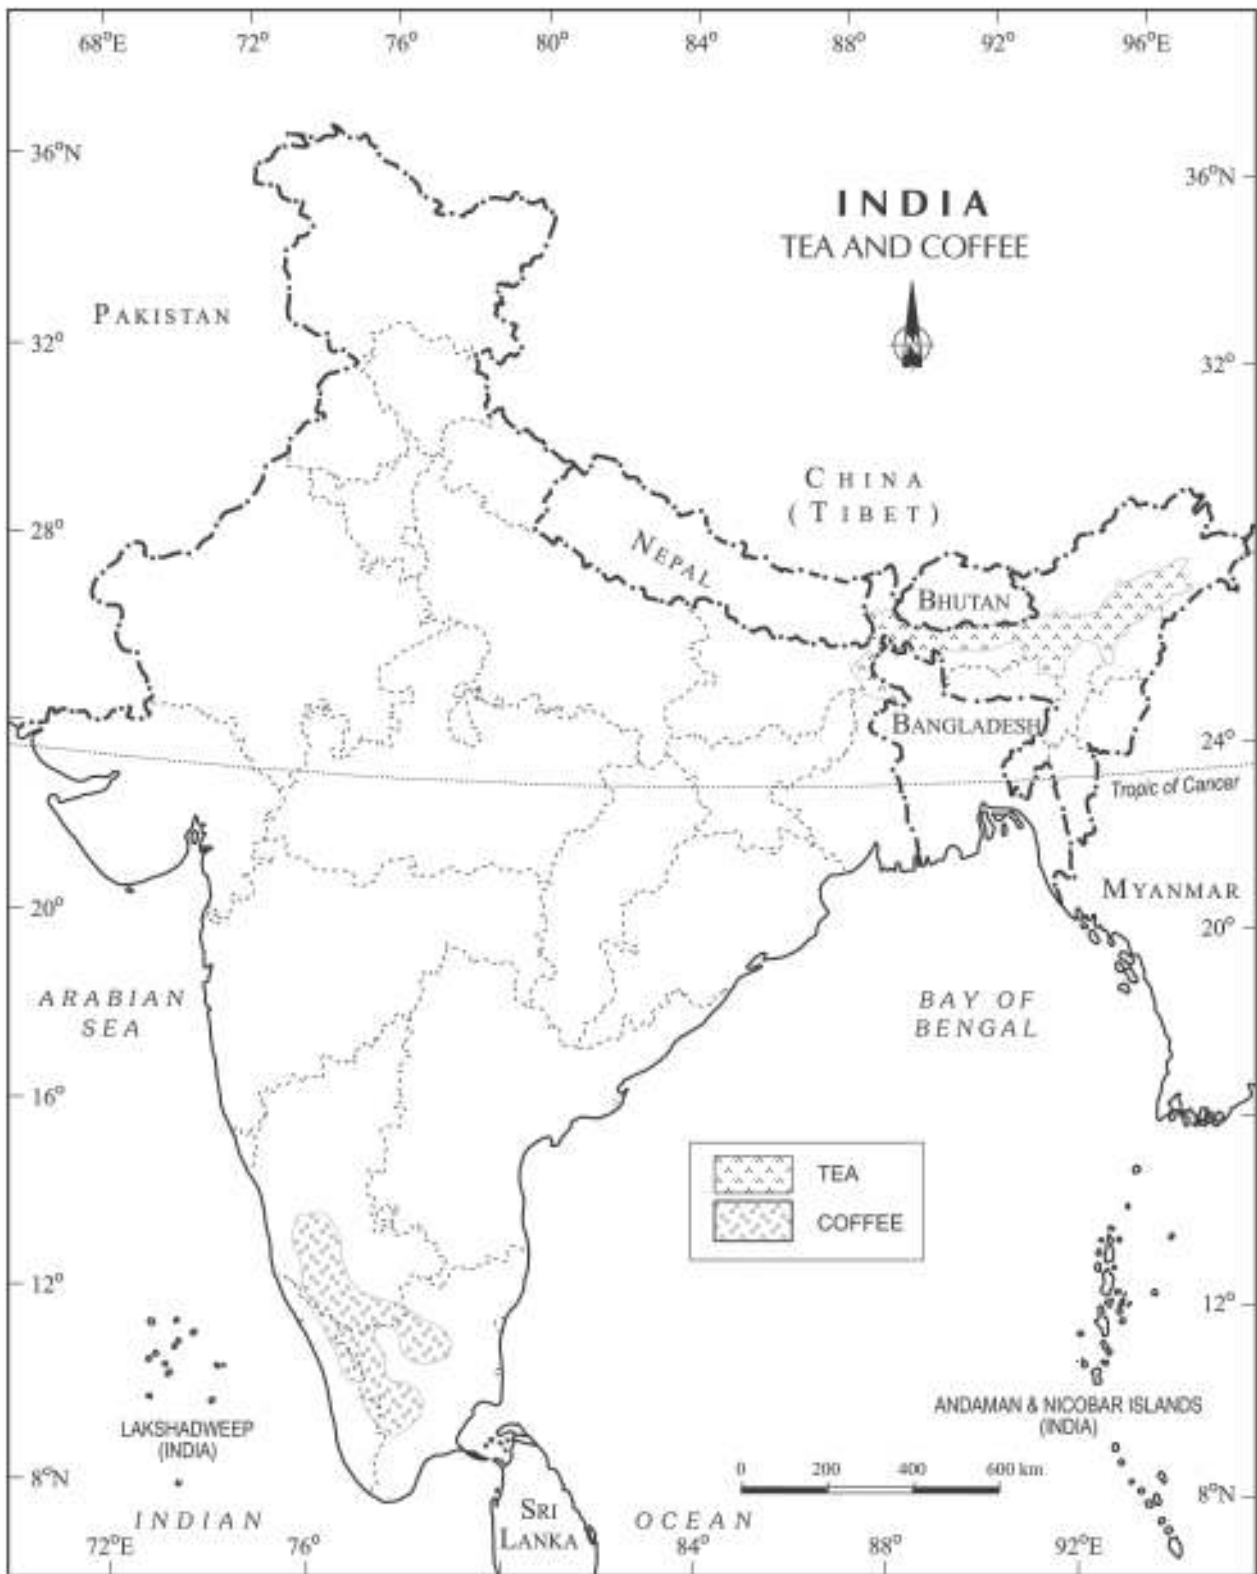 68°E 72° 76° 80° 84° 88° 92° 96°E
36°N
36°N
INDIA
TEA AND COFFEE
PAKISTAN
32°
32°
CHINA
(TIBET)
28°
NEPAL
BHUTAN
BANGLADESH
24°
Tropic of Cancer
MYANMAR
20°
20°
ARABIAN
SEA
BAY OF
BENGAL
16°
TEA
COFFEE
12°
12°
LAKSHADWEEP
(INDIA)
ANDAMAN & NICOBAR ISLANDS
(INDIA)
0 200 400 600 km
8°N
8°N
SRI
LANKA
INDIAN OCEAN
72°E 76° 84° 88° 92°E